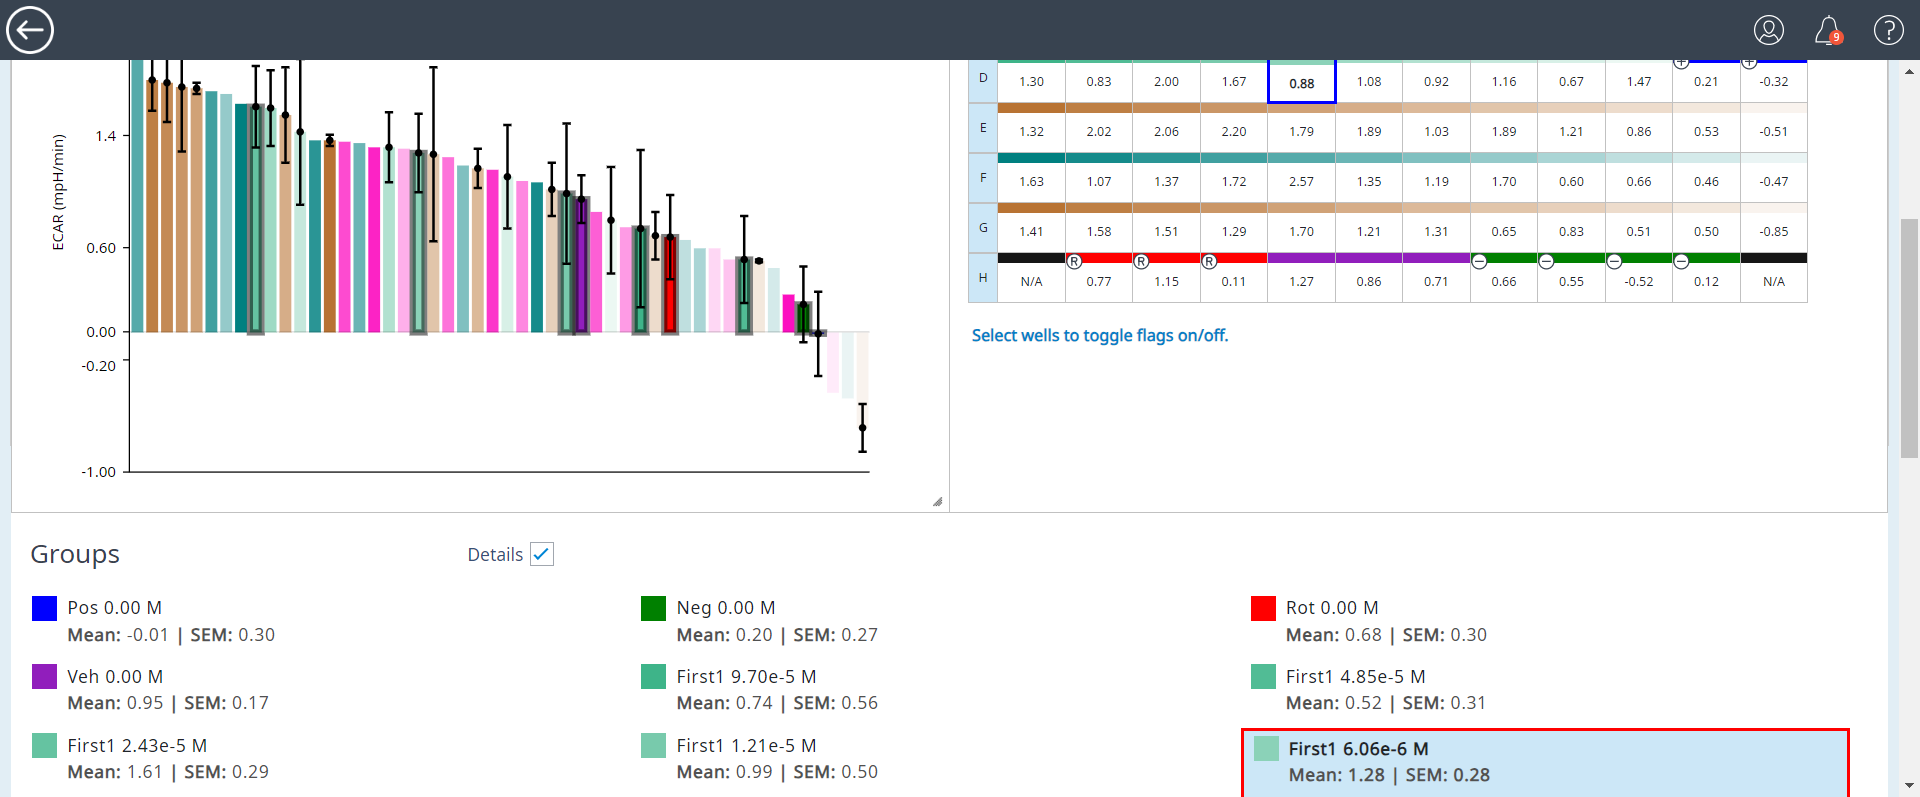 9 ?
1.4
0.60
0.00
-0.20
-1.00
ECAR (mpH/min)
D 1.30 0.83 2.00 1.67 0.88 1.08 0.92 1.16 0.67 1.47 0.21 -0.32
E 1.32 2.02 2.06 2.20 1.79 1.89 1.03 1.89 1.21 0.86 0.53 -0.51
F 1.63 1.07 1.37 1.72 2.57 1.35 1.19 1.70 0.60 0.66 0.46 -0.47
G 1.41 1.58 1.51 1.29 1.70 1.21 1.31 0.65 0.83 0.51 0.50 -0.85
R R R
H N/A 0.77 1.15 0.11 1.27 0.86 0.71 0.66 0.55 -0.52 0.12 N/A
Select wells to toggle flags on/off.
Groups Details
Pos 0.00 M
Mean: -0.01 | SEM: 0.30
Neg 0.00 M
Mean: 0.20 | SEM: 0.27
Rot 0.00 M
Mean: 0.68 | SEM: 0.30
Veh 0.00 M
Mean: 0.95 | SEM: 0.17
First1 9.70e-5 M
Mean: 0.74 | SEM: 0.56
First1 4.85e-5 M
Mean: 0.52 | SEM: 0.31
First1 2.43e-5 M
Mean: 1.61 | SEM: 0.29
First1 1.21e-5 M
Mean: 0.99 | SEM: 0.50
First1 6.06e-6 M
Mean: 1.28 | SEM: 0.28